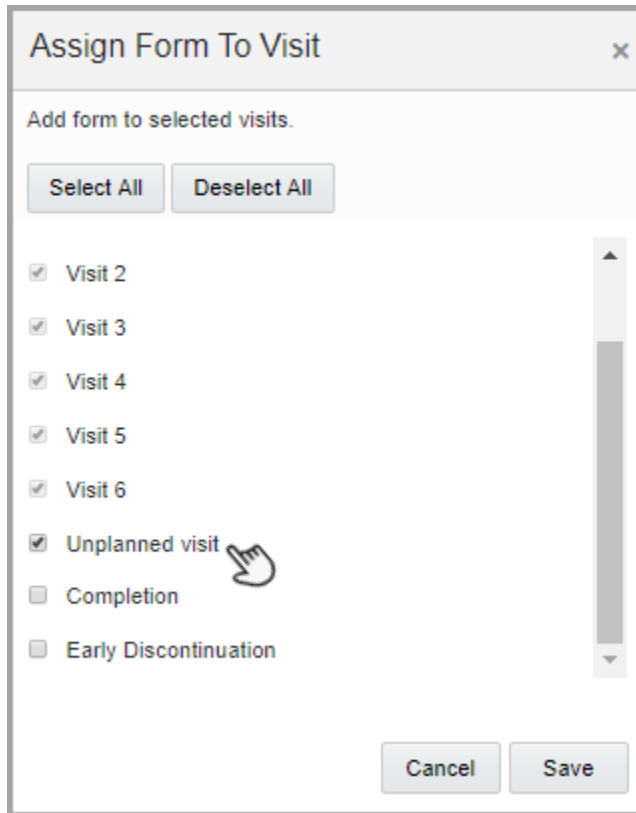 Assign Form To Visit ×
Add form to selected visits.
Select All Deselect All
Visit 2
Visit 3
Visit 4
Visit 5
Visit 6
Unplanned visit
Completion
Early Discontinuation
Cancel Save